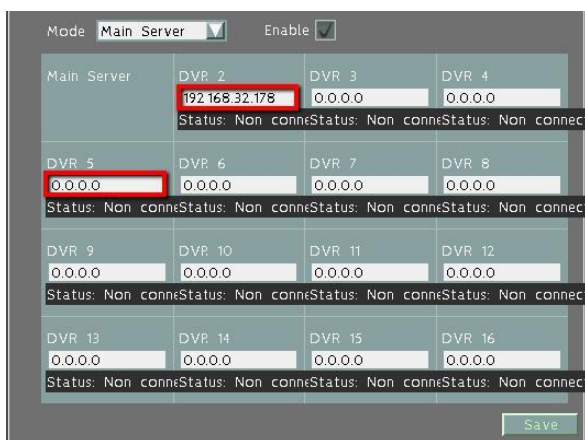 Mode Main Server Enable
Main Server DVR 2 DVR 3 DVR 4
192.168.32.178 0.0.0.0 0.0.0.0
Status: Non conne Status: Non conne Status: Non connec
DVR 5 DVR 6 DVR 7 DVR 8
0.0.0.0 0.0.0.0 0.0.0.0 0.0.0.0
Status: Non conne Status: Non conne Status: Non conne Status: Non connec
DVR 9 DVR 10 DVR 11 DVR 12
0.0.0.0 0.0.0.0 0.0.0.0 0.0.0.0
Status: Non conne Status: Non conne Status: Non conne Status: Non connec
DVR 13 DVR 14 DVR 15 DVR 16
0.0.0.0 0.0.0.0 0.0.0.0 0.0.0.0
Status: Non conne Status: Non conne Status: Non conne Status: Non connec
Save